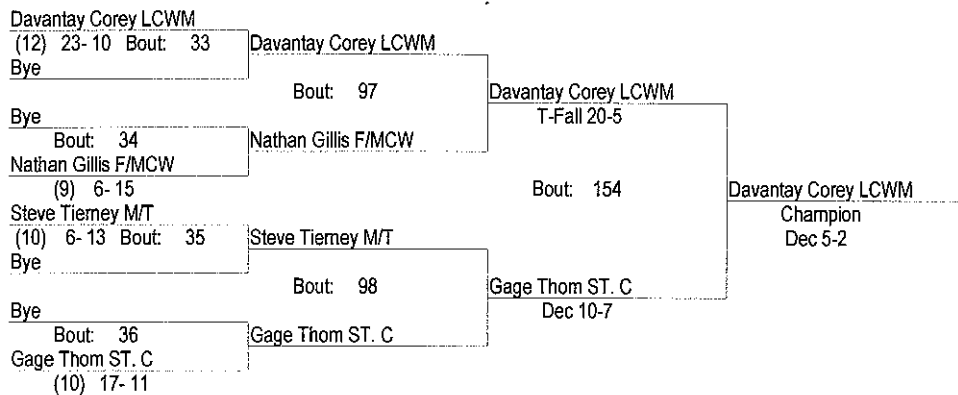 Davantay Corey LCWM
(12) 23- 10 Bout: 33
Davantay Corey LCWM
Bye
Bout: 97
Davantay Corey LCWM
Bye
T-Fall 20-5
Bout: 34
Nathan Gillis F/MCW
Nathan Gillis F/MCW
(9) 6- 15
Bout: 154
Davantay Corey LCWM
Steve Tierney M/T
Champion
(10) 6- 13 Bout: 35
Steve Tierney M/T
Dec 5-2
Bye
Bout: 98
Gage Thom ST. C
Bye
Dec 10-7
Bout: 36
Gage Thom ST. C
Gage Thom ST. C
(10) 17- 11